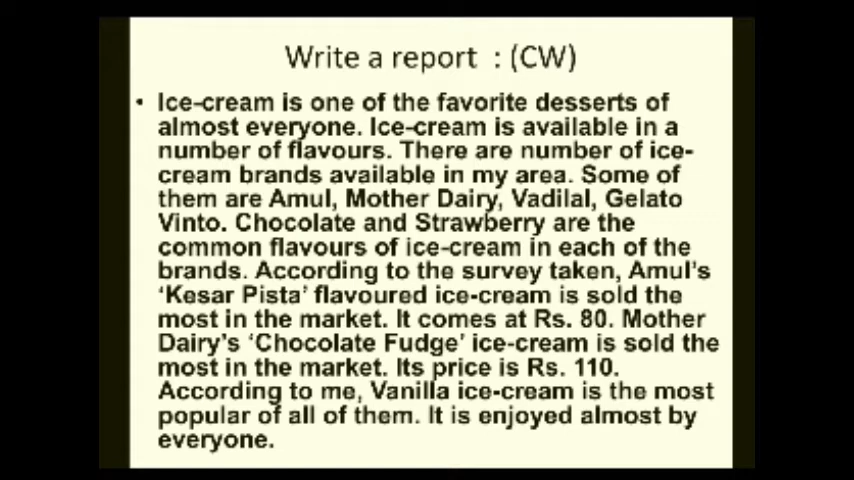 Write a report : (CW)
• Ice-cream is one of the favorite desserts of
almost everyone. Ice-cream is available in a
number of flavours. There are number of ice-
cream brands available in my area. Some of
them are Amul, Mother Dairy, Vadilal, Gelato
Vinto. Chocolate and Strawberry are the
common flavours of ice-cream in each of the
brands. According to the survey taken, Amul's
‘Kesar Pista’ flavoured ice-cream is sold the
most in the market. It comes at Rs. 80. Mother
Dairy's ‘Chocolate Fudge’ ice-cream is sold the
most in the market. Its price is Rs. 110.
According to me, Vanilla ice-cream is the most
popular of all of them. It is enjoyed almost by
everyone.